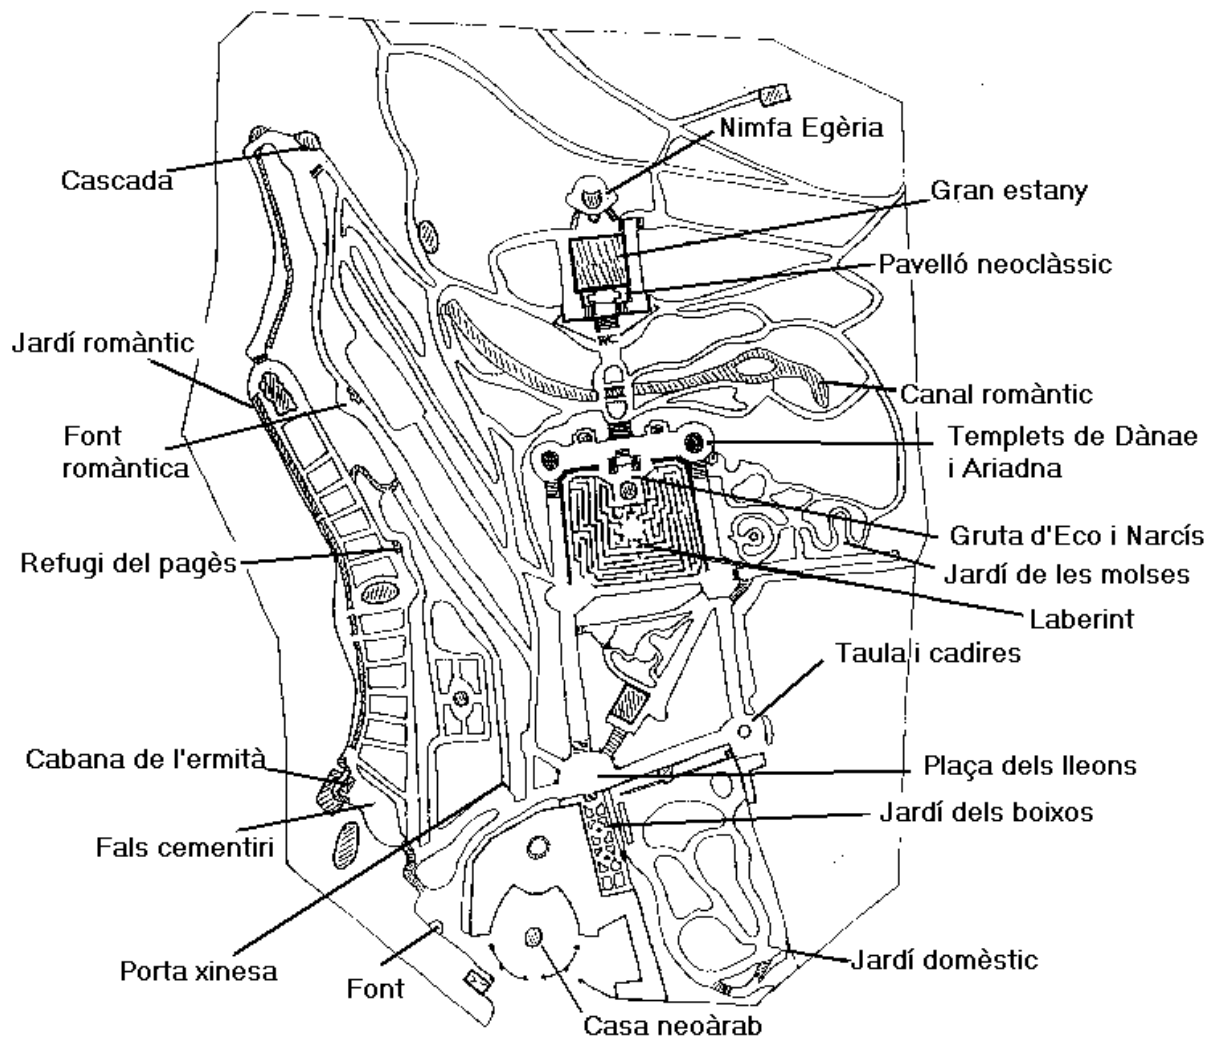 Nimfa Egèria
Cascada
Gran estany
Pavelló neoclàssic
WC
Jardí romàntic
Canal romàntic
Font
romàntica
Templets de Dànae
i Ariadna
Gruta d'Eco i Narcís
Refugi del pagès
Jardí de les molses
Laberint
Taula i cadires
Cabana de l'ermità
Plaça dels lleons
Jardí dels boixos
Fals cementiri
Porta xinesa
Font
Jardí domèstic
Casa neoàrab